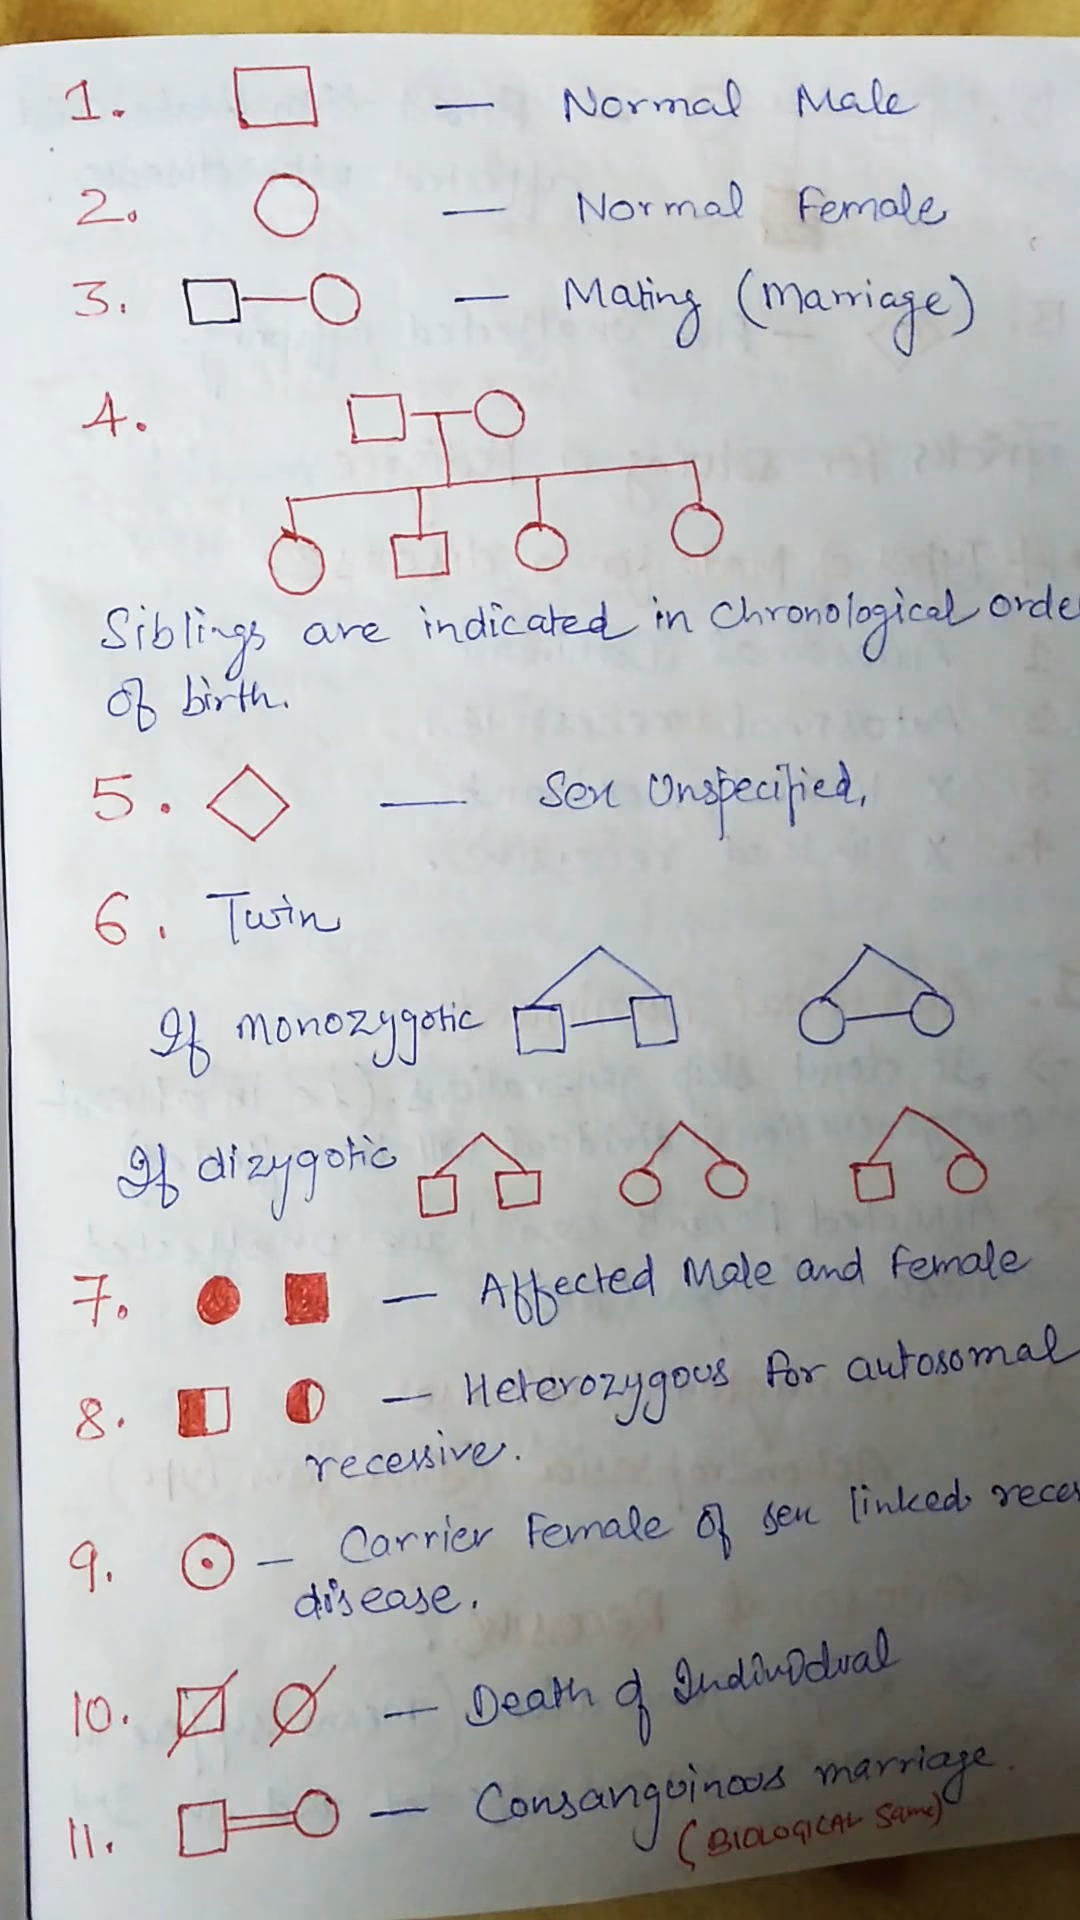 1. — Normal Male
2. — Normal Female
3. — Mating (Marriage)
4.
Siblings are indicated in Chronological orde
of birth.
5. — Sex Unspecified.
6. Twin
If monozygotic
If dizygotic
7. — Affected Male and Female
8. — Heterozygous for autosomal
recessive.
9. — Carrier Female of sex linked reces
disease.
10. — Death of Individual
11. — Consanguinous marriage.
(BIOLOGICAL Same)